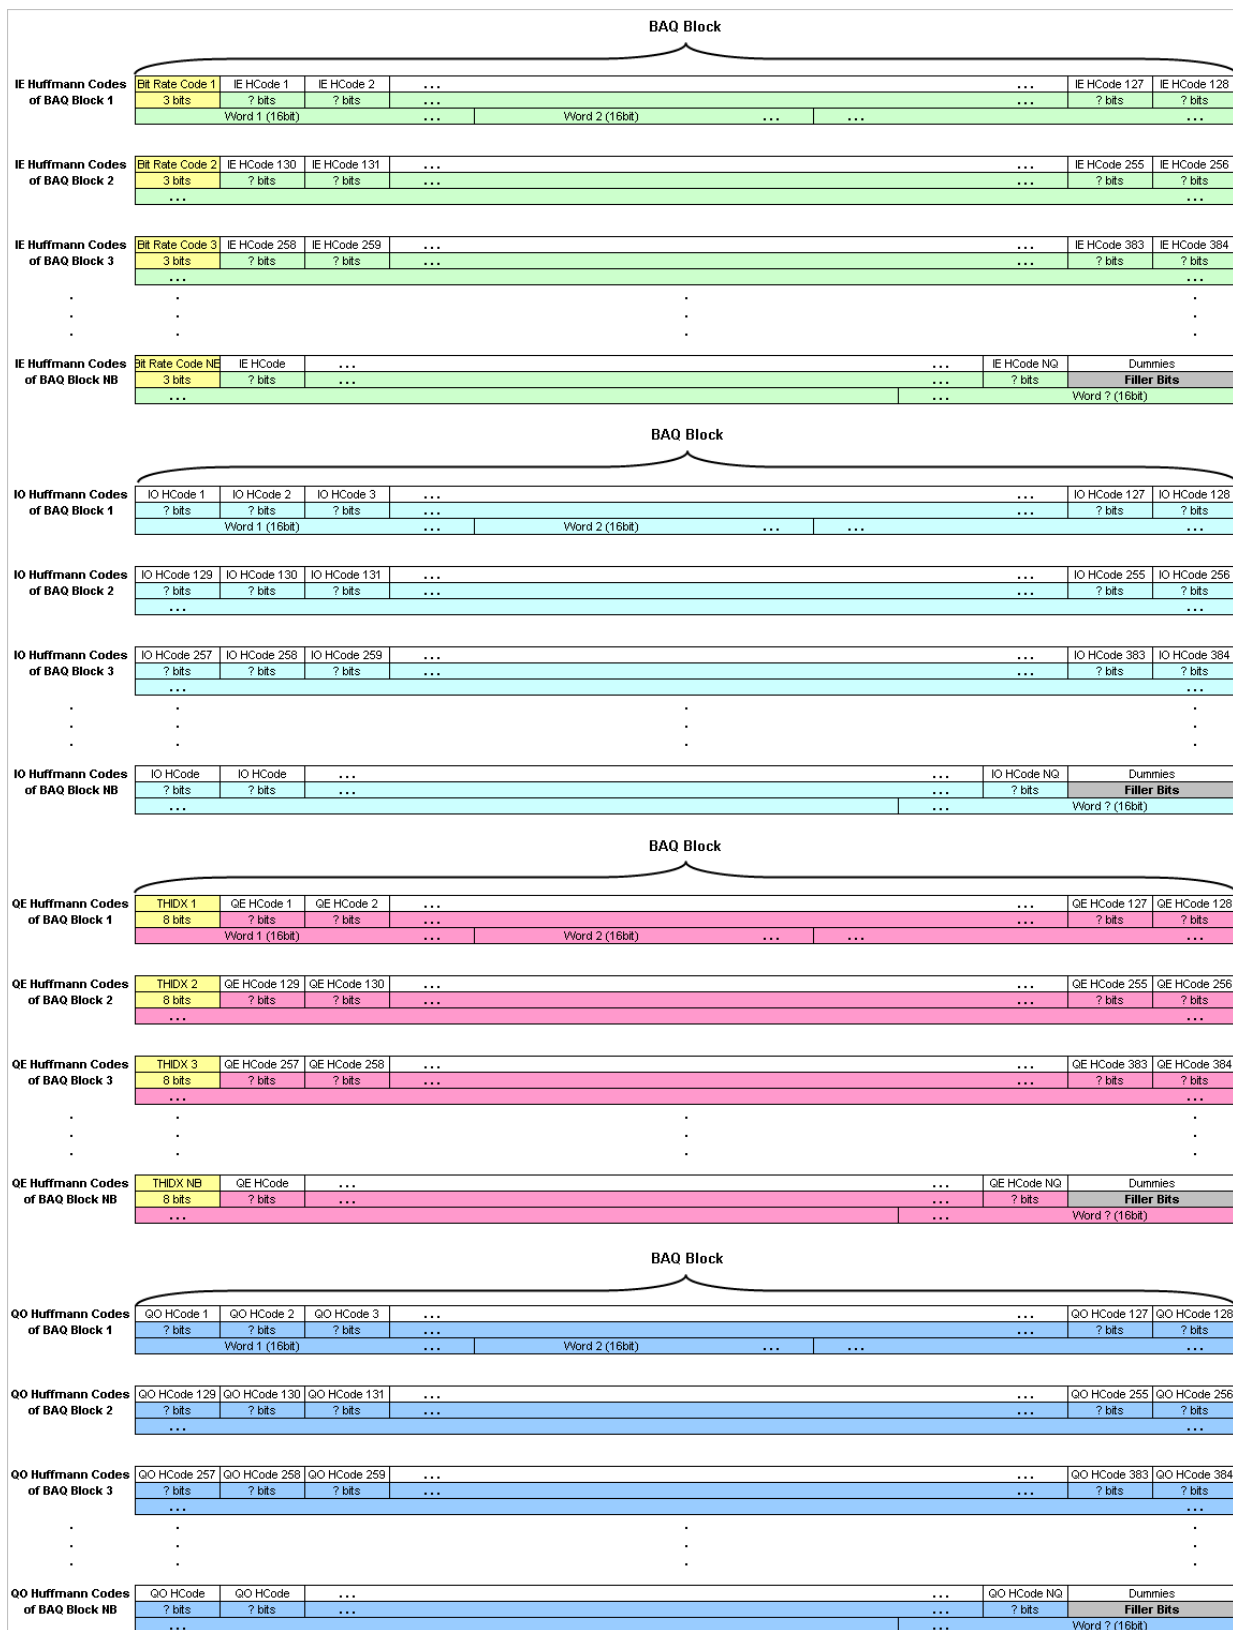 BAQ Block
IE Huffmann Codes of BAQ Block 1
Bit Rate Code 1 IE HCode 1 IE HCode 2 ... ... IE HCode 127 IE HCode 128
3 bits ? bits ? bits ... ... ? bits ? bits
Word 1 (16bit) ... Word 2 (16bit) ... ... ...
IE Huffmann Codes of BAQ Block 2
Bit Rate Code 2 IE HCode 130 IE HCode 131 ... ... IE HCode 255 IE HCode 256
3 bits ? bits ? bits ... ... ? bits ? bits
... ...
IE Huffmann Codes of BAQ Block 3
Bit Rate Code 3 IE HCode 258 IE HCode 259 ... ... IE HCode 383 IE HCode 384
3 bits ? bits ? bits ... ... ? bits ? bits
... ...
. . . .
. . . .
. . . .
IE Huffmann Codes of BAQ Block NB
Bit Rate Code NB IE HCode ... ... IE HCode NQ Dummies
3 bits ? bits ... ... ? bits Filler Bits
... ... Word ? (16bit)
BAQ Block
IO Huffmann Codes of BAQ Block 1
IO HCode 1 IO HCode 2 IO HCode 3 ... ... IO HCode 127 IO HCode 128
? bits ? bits ? bits ... ... ? bits ? bits
Word 1 (16bit) ... Word 2 (16bit) ... ... ...
IO Huffmann Codes of BAQ Block 2
IO HCode 129 IO HCode 130 IO HCode 131 ... ... IO HCode 255 IO HCode 256
? bits ? bits ? bits ... ... ? bits ? bits
... ...
IO Huffmann Codes of BAQ Block 3
IO HCode 257 IO HCode 258 IO HCode 259 ... ... IO HCode 383 IO HCode 384
? bits ? bits ? bits ... ... ? bits ? bits
... ...
. . . .
. . . .
. . . .
IO Huffmann Codes of BAQ Block NB
IO HCode IO HCode ... ... IO HCode NQ Dummies
? bits ? bits ... ... ? bits Filler Bits
... ... Word ? (16bit)
BAQ Block
QE Huffmann Codes of BAQ Block 1
THIDX 1 QE HCode 1 QE HCode 2 ... ... QE HCode 127 QE HCode 128
8 bits ? bits ? bits ... ... ? bits ? bits
Word 1 (16bit) ... Word 2 (16bit) ... ... ...
QE Huffmann Codes of BAQ Block 2
THIDX 2 QE HCode 129 QE HCode 130 ... ... QE HCode 255 QE HCode 256
8 bits ? bits ? bits ... ... ? bits ? bits
... ...
QE Huffmann Codes of BAQ Block 3
THIDX 3 QE HCode 257 QE HCode 258 ... ... QE HCode 383 QE HCode 384
8 bits ? bits ? bits ... ... ? bits ? bits
... ...
. . . .
. . . .
. . . .
QE Huffmann Codes of BAQ Block NB
THIDX NB QE HCode ... ... QE HCode NQ Dummies
8 bits ? bits ... ... ? bits Filler Bits
... ... Word ? (16bit)
BAQ Block
QO Huffmann Codes of BAQ Block 1
QO HCode 1 QO HCode 2 QO HCode 3 ... ... QO HCode 127 QO HCode 128
? bits ? bits ? bits ... ... ? bits ? bits
Word 1 (16bit) ... Word 2 (16bit) ... ... ...
QO Huffmann Codes of BAQ Block 2
QO HCode 129 QO HCode 130 QO HCode 131 ... ... QO HCode 255 QO HCode 256
? bits ? bits ? bits ... ... ? bits ? bits
... ...
QO Huffmann Codes of BAQ Block 3
QO HCode 257 QO HCode 258 QO HCode 259 ... ... QO HCode 383 QO HCode 384
? bits ? bits ? bits ... ... ? bits ? bits
... ...
. . . .
. . . .
. . . .
QO Huffmann Codes of BAQ Block NB
QO HCode QO HCode ... ... QO HCode NQ Dummies
? bits ? bits ... ... ? bits Filler Bits
... ... Word ? (16bit)